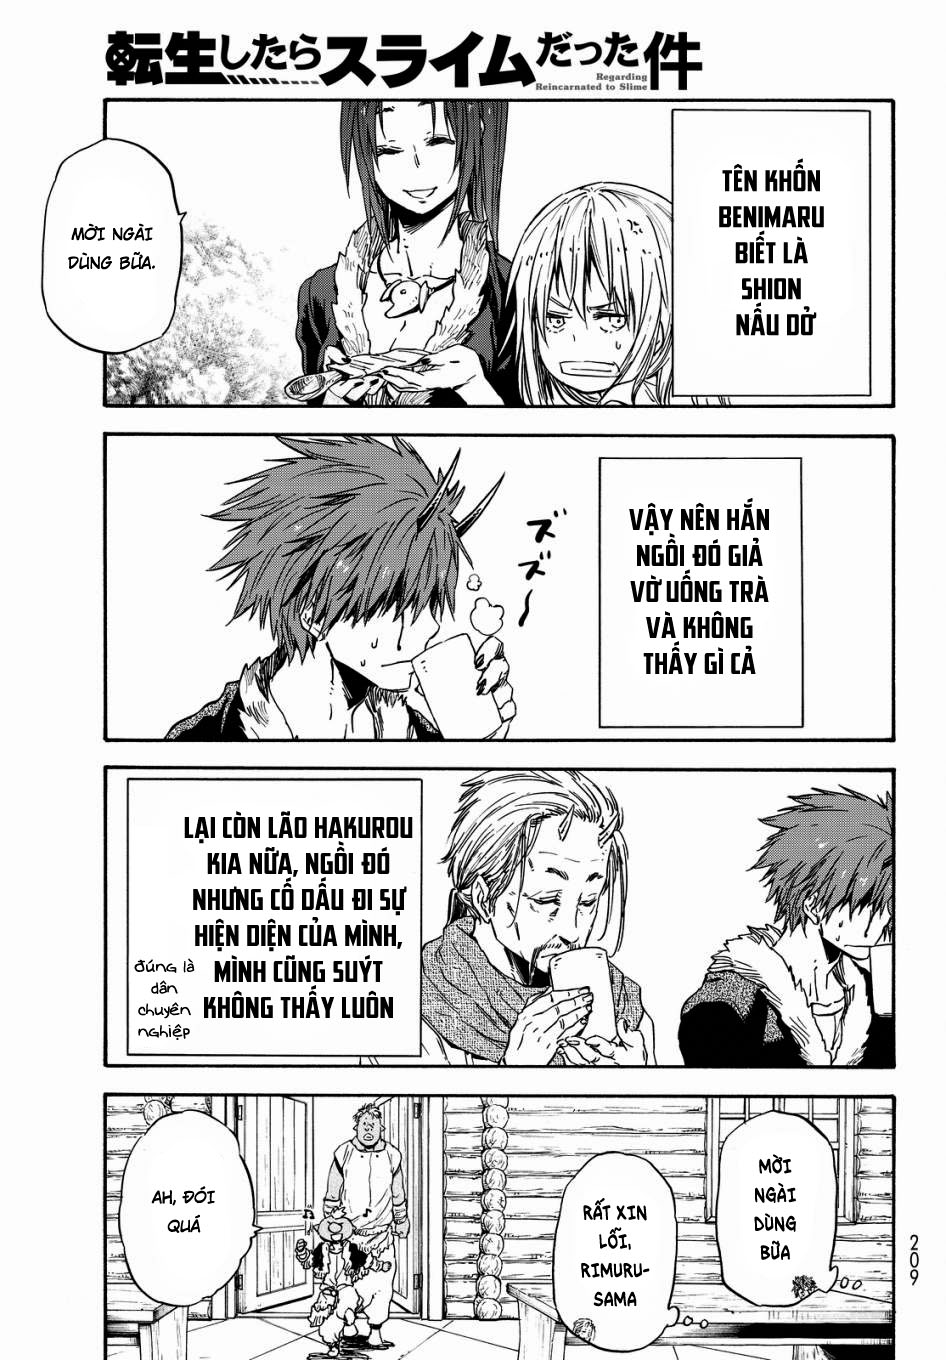 転生したらスライムだった件
Regarding
Reincarnated to Slime
TÊN KHỐN
BENIMARU
BIẾT LÀ
SHION
NẤU DỞ
MỜI NGÀI
DÙNG BỮA.
VẬY NÊN HẮN
NGỒI ĐÓ GIẢ
VỜ UỐNG TRÀ
VÀ KHÔNG
THẤY GÌ CẢ
ズズ～
LẠI CÒN LÃO HAKUROU
KIA NỮA, NGỒI ĐÓ
NHƯNG CỐ DẤU ĐI SỰ
HIỆN DIỆN CỦA MÌNH,
MÌNH CŨNG SUÝT
KHÔNG THẤY LUÔN
đúng là
dân
chuyên
nghiệp
MỜI
NGÀI
DÙNG
BỮA
RẤT XIN
LỖI,
RIMURU-
SAMA
AH, ĐÓI
QUÁ
209